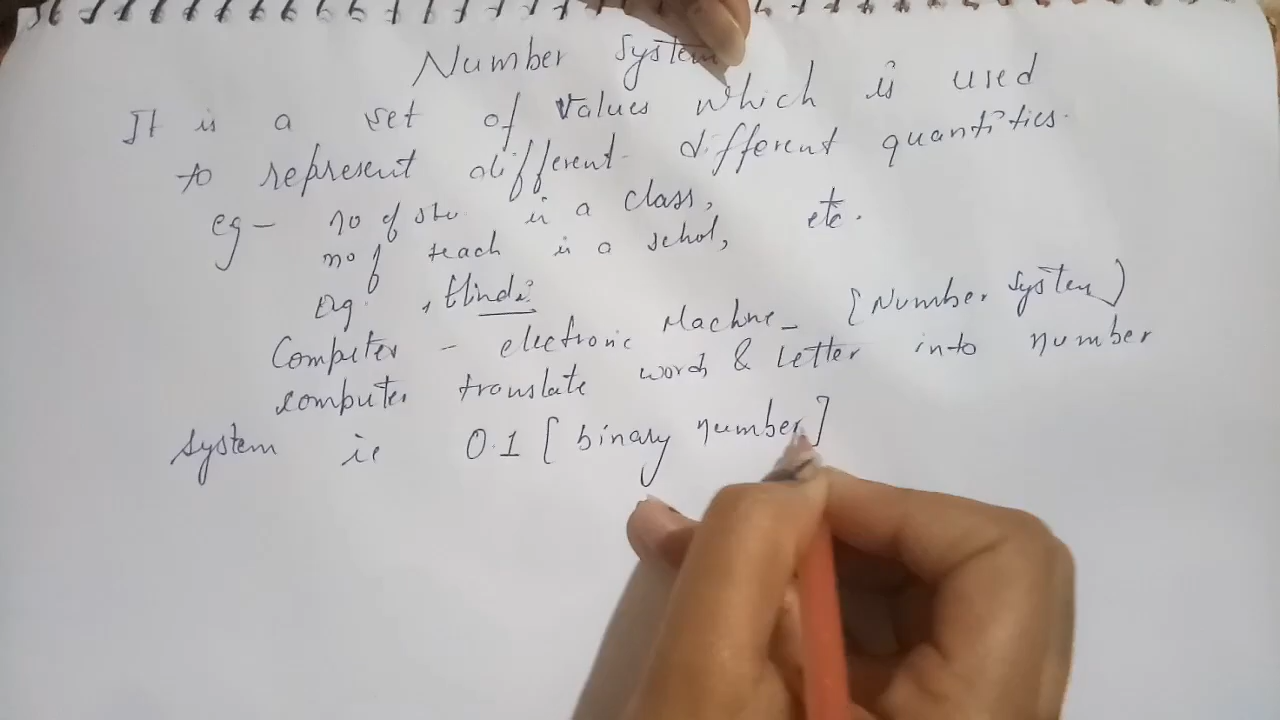 Number System
It is a set of values which is used
to represent different different quantities.
eg - no of stu in a class,
no of teach in a schol, etc.
eg. , Hindi
Computer - electronic Machine - [Number System)
computer translate word & Letter into number
system ie 0.1 [binary number]